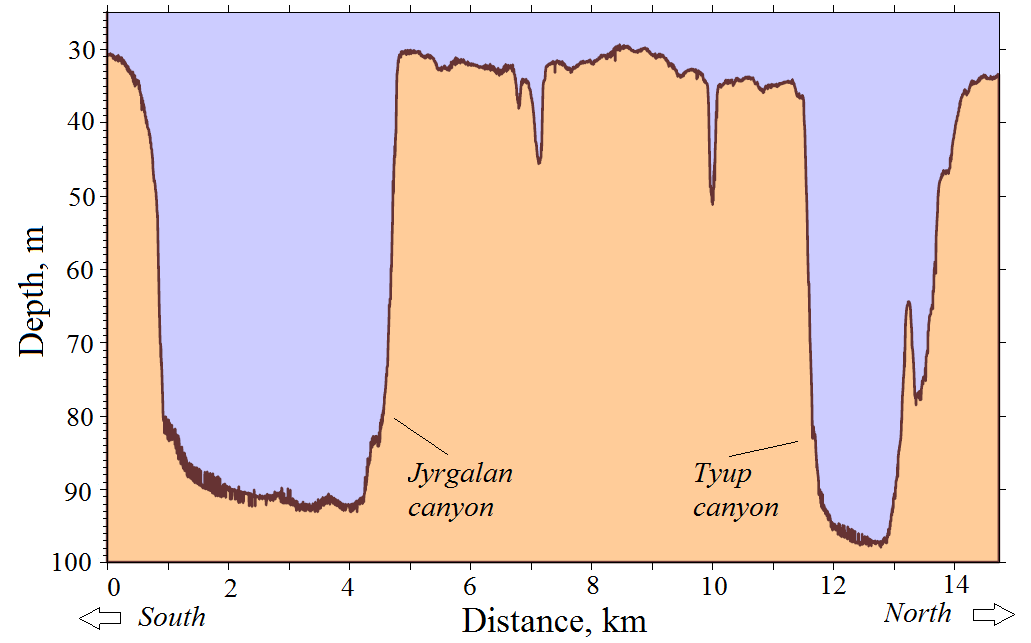 30
40
50
60
70
80
90
100
Depth, m
Jyrgalan
canyon
Tyup
canyon
0 2 4 6 8 10 12 14
South
Distance, km
North